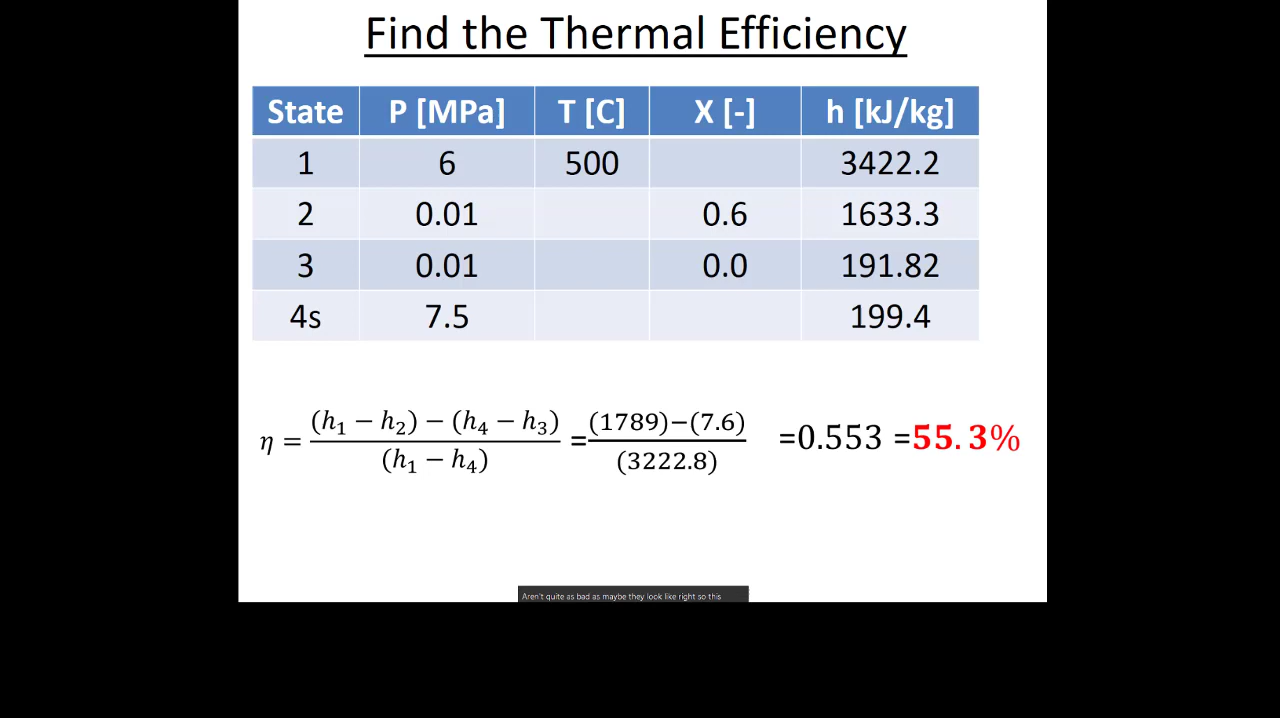 Find the Thermal Efficiency
State P [MPa] T [C] X [-] h [kJ/kg]
1 6 500 3422.2
2 0.01 0.6 1633.3
3 0.01 0.0 191.82
4s 7.5 199.4
η = (h₁ − h₂) − (h₄ − h₃) / (h₁ − h₄) = (1789)−(7.6) / (3222.8) =0.553 =55.3%
Aren't quite as bad as maybe they look like right so this